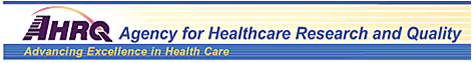 AHRQ Agency for Healthcare Research and Quality
Advancing Excellence in Health Care